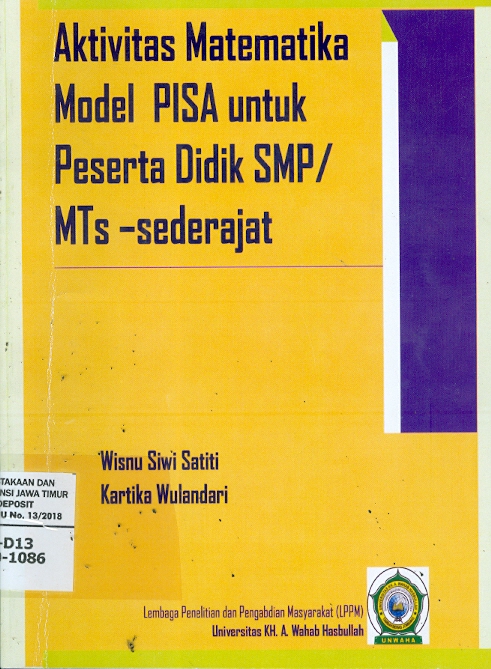 Aktivitas Matematika
Model PISA untuk
Peserta Didik SMP/
MTs -sederajat
Wisnu Siwi Satiti
Kartika Wulandari
TAKAAN DAN
NSI JAWA TIMUR
DEPOSIT
U No. 13/2018
-D13
-1086
Lembaga Penelitian dan Pengabdian Masyarakat (LPPM)
Universitas KH. A. Wahab Hasbullah
UNWAHA